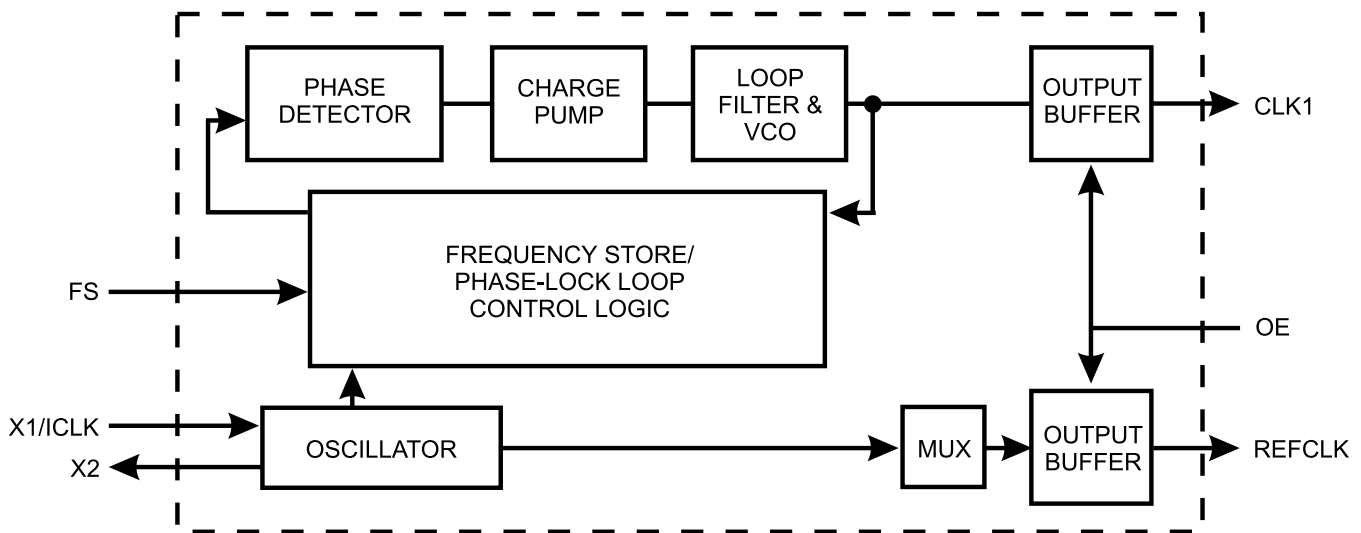 PHASE
DETECTOR
CHARGE
PUMP
LOOP
FILTER &
VCO
OUTPUT
BUFFER
CLK1
FREQUENCY STORE/
PHASE-LOCK LOOP
CONTROL LOGIC
FS
OE
X1/ICLK
X2
OSCILLATOR
MUX
OUTPUT
BUFFER
REFCLK